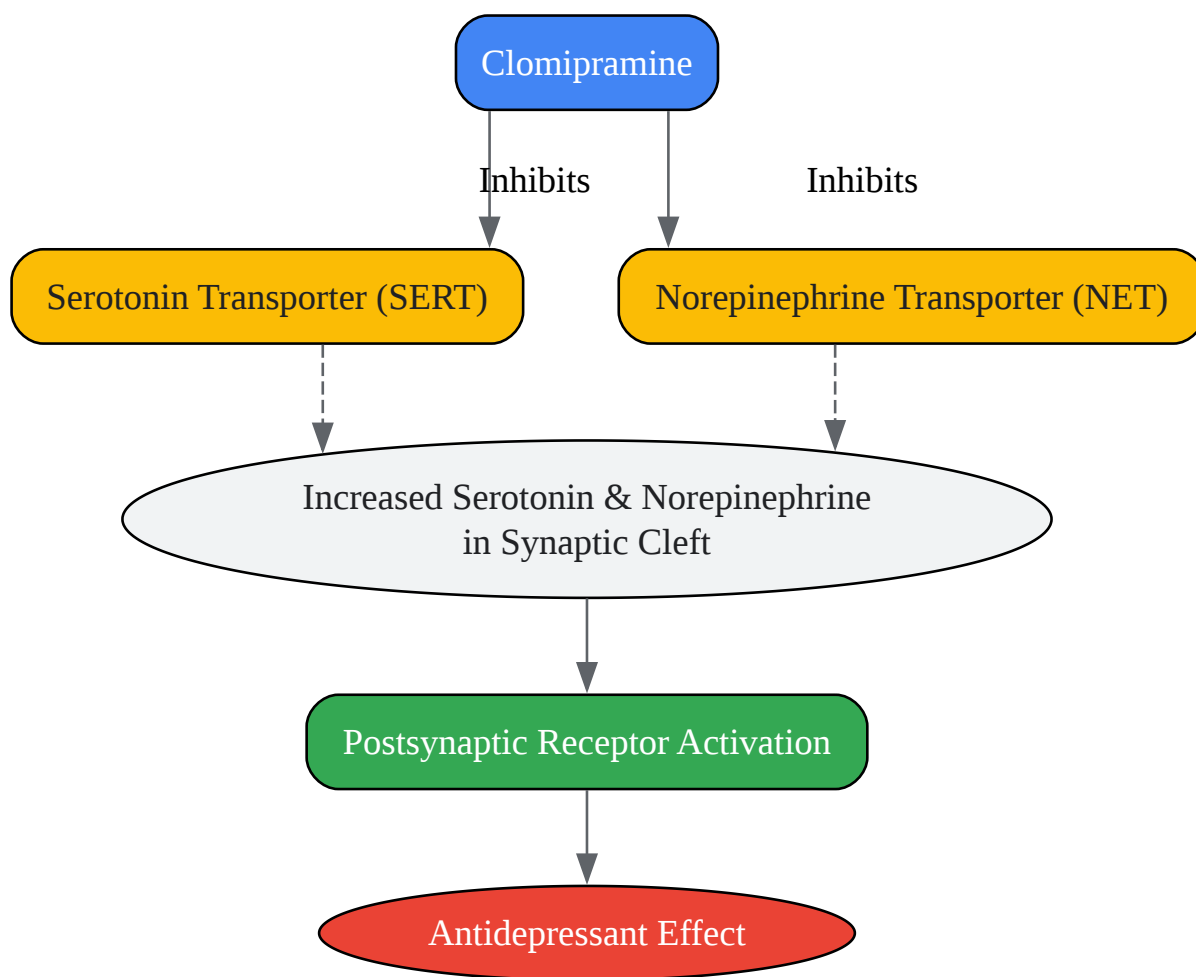 Clomipramine
Inhibits
Inhibits
Serotonin Transporter (SERT)
Norepinephrine Transporter (NET)
Increased Serotonin & Norepinephrine
in Synaptic Cleft
Postsynaptic Receptor Activation
Antidepressant Effect